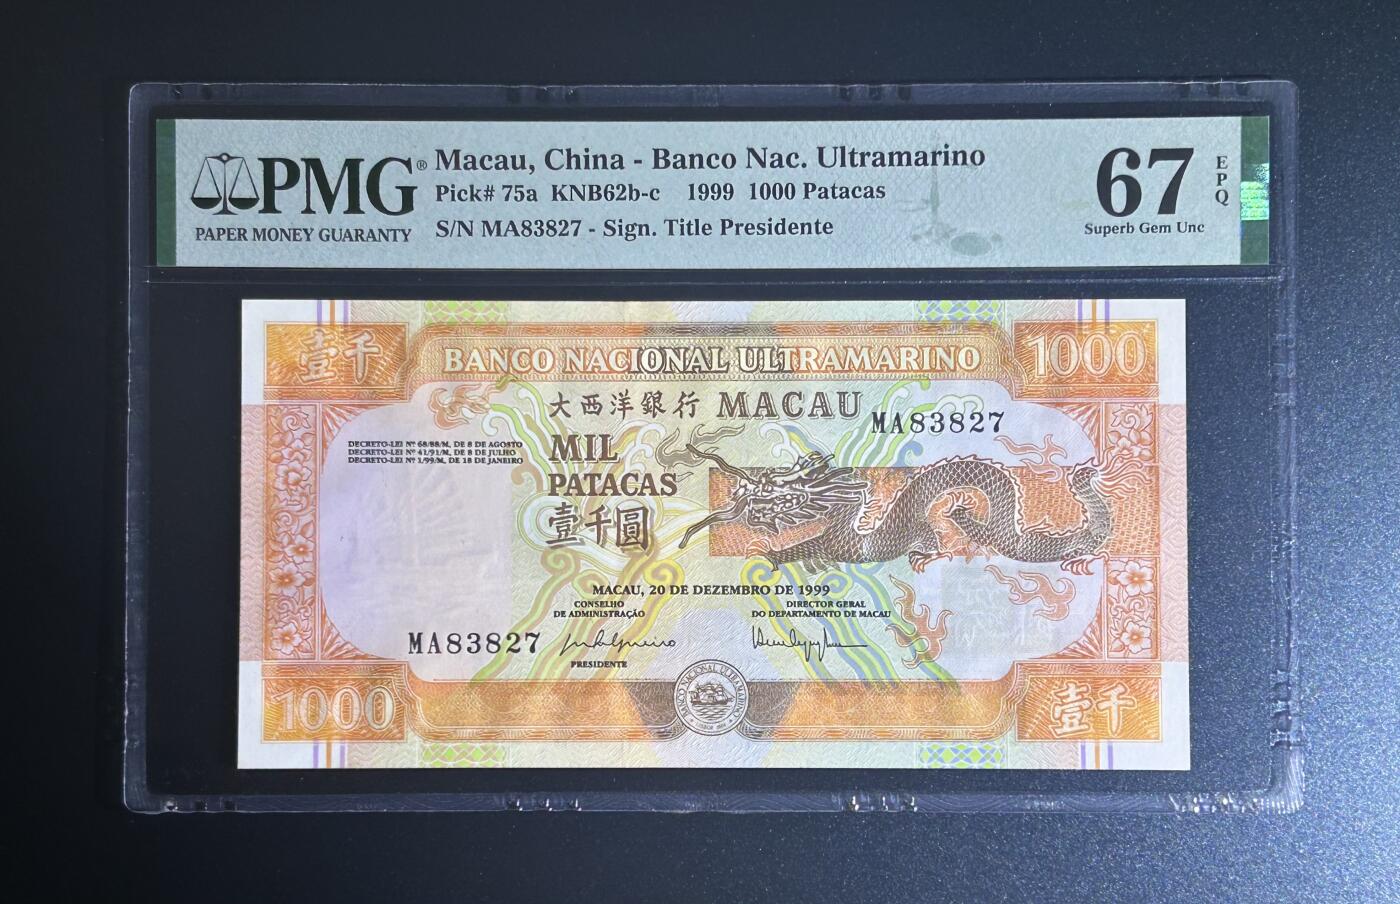 PMG®
PAPER MONEY GUARANTY
Macau, China - Banco Nac. Ultramarino
Pick# 75a KNB62b-c 1999 1000 Patacas
S/N MA83827 - Sign. Title Presidente
67
EPQ
Superb Gem Unc
壹千
BANCO NACIONAL ULTRAMARINO
1000
大西洋銀行 MACAU
MA83827
DECRETO-LEI Nº 68/88/M, DE 8 DE AGOSTO
DECRETO-LEI Nº 41/91/M, DE 8 DE JULHO
DECRETO-LEI Nº 1/99/M, DE 18 DE JANEIRO
MIL
PATACAS
壹千圓
MACAU, 20 DE DEZEMBRO DE 1999
CONSELHO
DE ADMINISTRAÇÃO
DIRECTOR GERAL
DO DEPARTAMENTO DE MACAU
MA83827
PRESIDENTE
BANCO NACIONAL ULTRAMARINO
1000
壹千